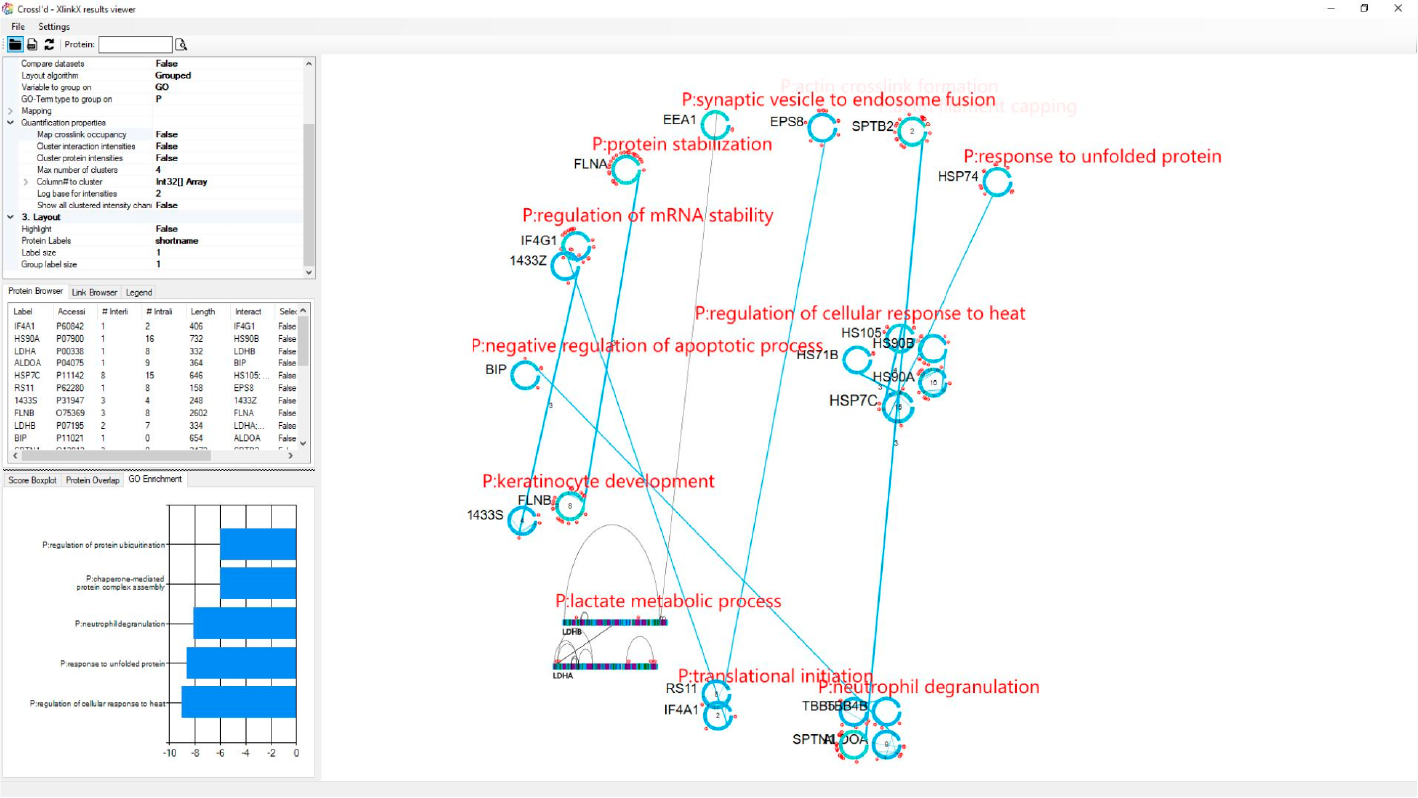 Crossl'd - XlinkX results viewer
File Settings
Protein:
Compare datasets False
Layout algorithm Grouped
Variable to group on GO
GO-Term type to group on P
Mapping
Quantification properties
Map crosslink occupancy False
Cluster interaction intensities False
Cluster protein intensities False
Max number of clusters 4
Column# to cluster Int32[] Array
Log base for intensities 2
Show all clustered intensity chan False
3. Layout
Highlight False
Protein Labels shortname
Label size 1
Group label size 1
Protein Browser Link Browser Legend
Label Accessi # Interli # Intrali Length Interact Selec
IF4A1 P60842 1 2 406 IF4G1 False
HS90A P07900 1 16 732 HS90B False
LDHA P00338 1 8 332 LDHB False
ALDOA P04075 1 9 364 BIP False
HSP7C P11142 8 15 646 HS105;... False
RS11 P62280 1 8 158 EPS8 False
1433S P31947 3 4 248 1433Z False
FLNB O75369 3 8 2602 FLNA False
LDHB P07195 2 7 334 LDHA;... False
BIP P11021 1 0 654 ALDOA False
Score Boxplot Protein Overlap GO Enrichment
P:regulation of protein ubiquitination
P:chaperone-mediated
protein complex assembly
P:neutrophil degranulation
P:response to unfolded protein
P:regulation of cellular response to heat
-10 -8 -6 -4 -2 0
P:actin crosslink formation
P:synaptic vesicle to endosome fusion
capping
EEA1
EPS8
SPTB2
2
P:protein stabilization
FLNA
P:response to unfolded protein
HSP74
P:regulation of mRNA stability
IF4G1
1433Z
P:regulation of cellular response to heat
HS105
HS90B
P:negative regulation of apoptotic process
HS71B
BIP
HS90A
16
3
HSP7C
15
3
3
P:keratinocyte development
FLNB
8
1433S
4
P:lactate metabolic process
LDHB
LDHA
P:translational initiation
RS11
8
IF4A1
2
P:neutrophil degranulation
TBB5
TBB4B
SPTN1
ALDOA
9